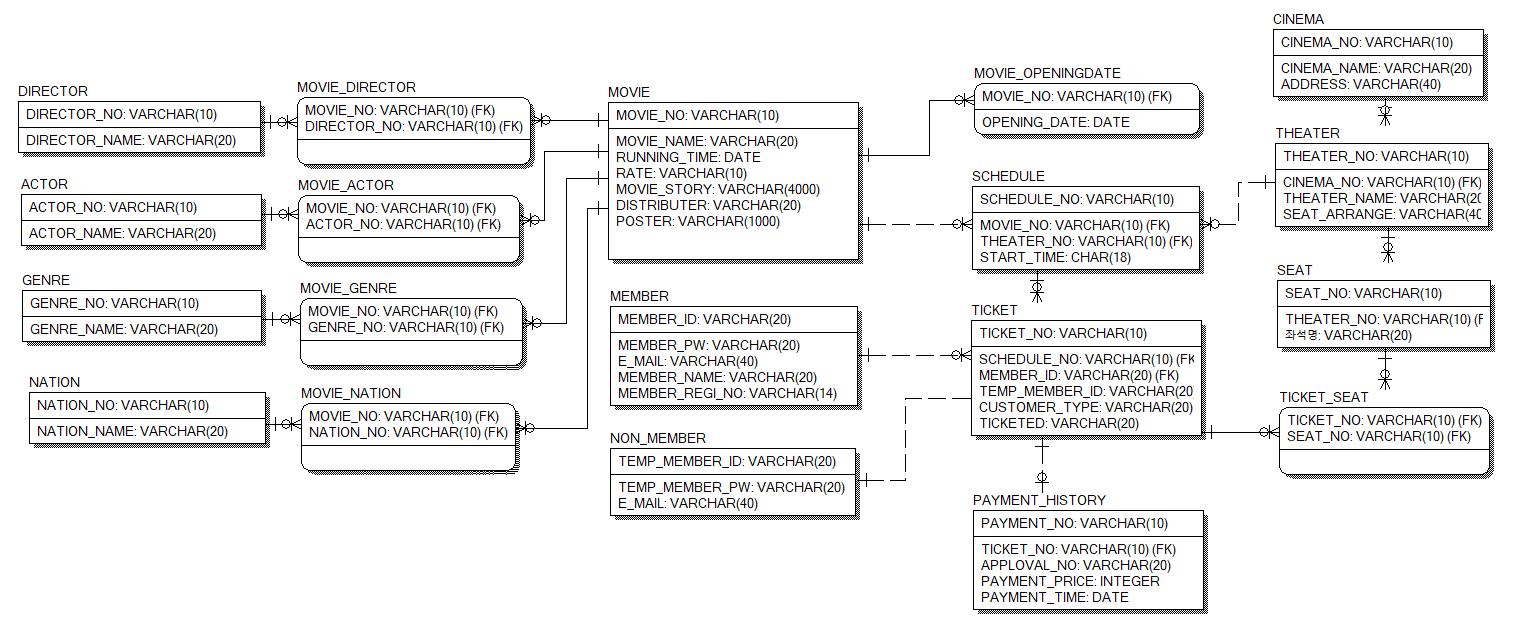 DIRECTOR
DIRECTOR_NO: VARCHAR(10)
DIRECTOR_NAME: VARCHAR(20)
ACTOR
ACTOR_NO: VARCHAR(10)
ACTOR_NAME: VARCHAR(20)
GENRE
GENRE_NO: VARCHAR(10)
GENRE_NAME: VARCHAR(20)
NATION
NATION_NO: VARCHAR(10)
NATION_NAME: VARCHAR(20)
MOVIE_DIRECTOR
MOVIE_NO: VARCHAR(10) (FK)
DIRECTOR_NO: VARCHAR(10) (FK)
MOVIE_ACTOR
MOVIE_NO: VARCHAR(10) (FK)
ACTOR_NO: VARCHAR(10) (FK)
MOVIE_GENRE
MOVIE_NO: VARCHAR(10) (FK)
GENRE_NO: VARCHAR(10) (FK)
MOVIE_NATION
MOVIE_NO: VARCHAR(10) (FK)
NATION_NO: VARCHAR(10) (FK)
MOVIE
MOVIE_NO: VARCHAR(10)
MOVIE_NAME: VARCHAR(20)
RUNNING_TIME: DATE
RATE: VARCHAR(10)
MOVIE_STORY: VARCHAR(4000)
DISTRIBUTER: VARCHAR(20)
POSTER: VARCHAR(1000)
MEMBER
MEMBER_ID: VARCHAR(20)
MEMBER_PW: VARCHAR(20)
E_MAIL: VARCHAR(40)
MEMBER_NAME: VARCHAR(20)
MEMBER_REGI_NO: VARCHAR(14)
NON_MEMBER
TEMP_MEMBER_ID: VARCHAR(20)
TEMP_MEMBER_PW: VARCHAR(20)
E_MAIL: VARCHAR(40)
MOVIE_OPENINGDATE
MOVIE_NO: VARCHAR(10) (FK)
OPENING_DATE: DATE
SCHEDULE
SCHEDULE_NO: VARCHAR(10)
MOVIE_NO: VARCHAR(10) (FK)
THEATER_NO: VARCHAR(10) (FK)
START_TIME: CHAR(18)
TICKET
TICKET_NO: VARCHAR(10)
SCHEDULE_NO: VARCHAR(10) (FK
MEMBER_ID: VARCHAR(20) (FK)
TEMP_MEMBER_ID: VARCHAR(20
CUSTOMER_TYPE: VARCHAR(20)
TICKETED: VARCHAR(20)
PAYMENT_HISTORY
PAYMENT_NO: VARCHAR(10)
TICKET_NO: VARCHAR(10) (FK)
APPLOVAL_NO: VARCHAR(20)
PAYMENT_PRICE: INTEGER
PAYMENT_TIME: DATE
CINEMA
CINEMA_NO: VARCHAR(10)
CINEMA_NAME: VARCHAR(20)
ADDRESS: VARCHAR(40)
THEATER
THEATER_NO: VARCHAR(10)
CINEMA_NO: VARCHAR(10) (FK)
THEATER_NAME: VARCHAR(20
SEAT_ARRANGE: VARCHAR(40
SEAT
SEAT_NO: VARCHAR(10)
THEATER_NO: VARCHAR(10) (F
좌석명: VARCHAR(20)
TICKET_SEAT
TICKET_NO: VARCHAR(10) (FK)
SEAT_NO: VARCHAR(10) (FK)